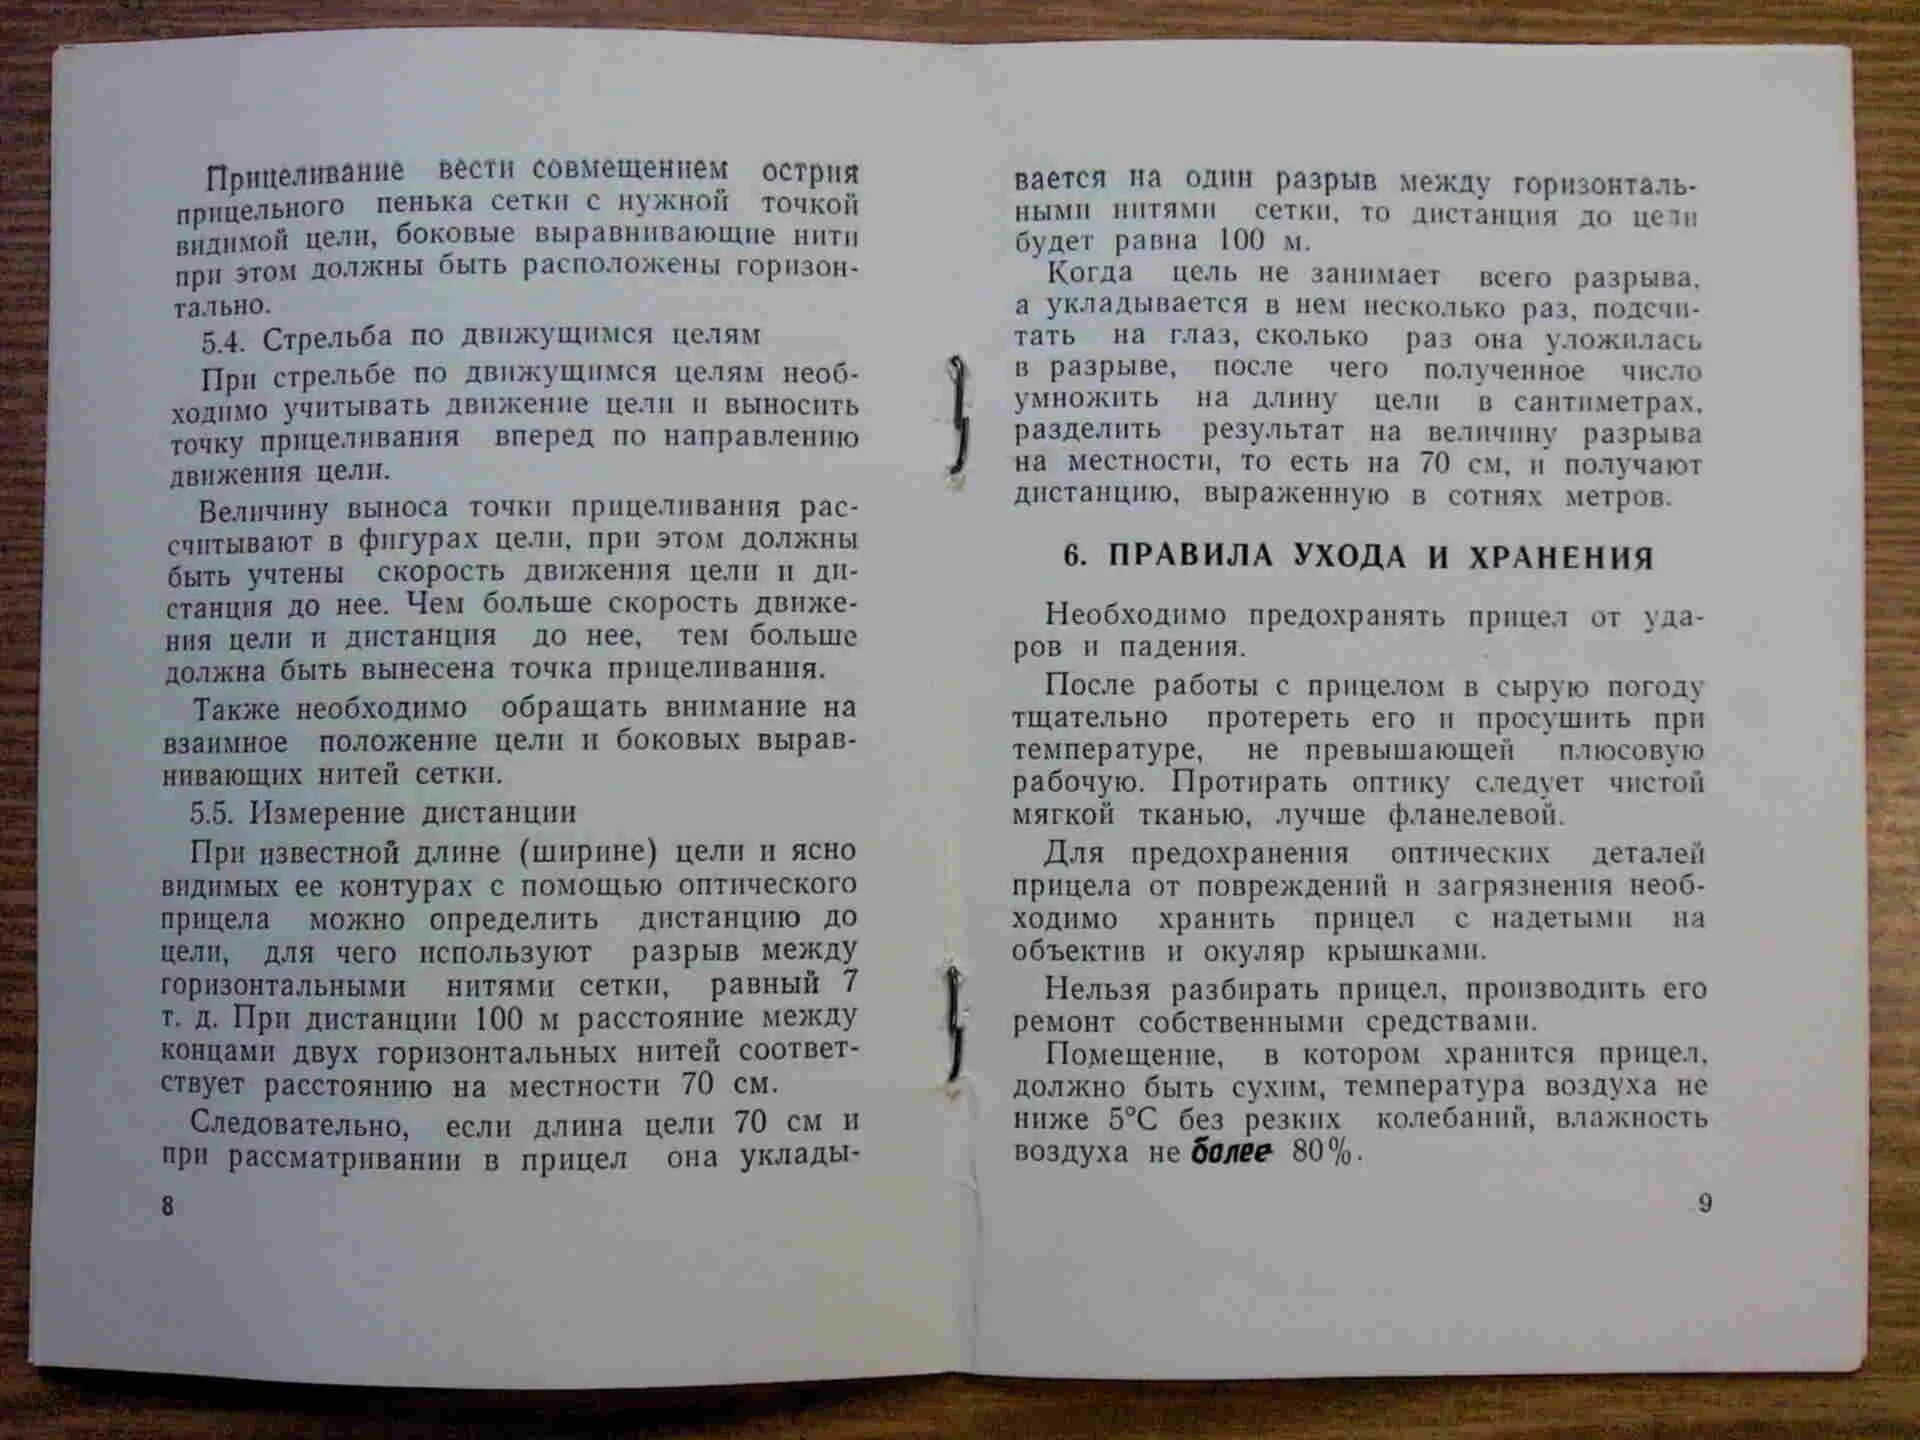 Прицеливание вести совмещением острия
прицельного пенька сетки с нужной точкой
видимой цели, боковые выравнивающие нити
при этом должны быть расположены горизон-
тально.
5.4. Стрельба по движущимся целям
При стрельбе по движущимся целям необ-
ходимо учитывать движение цели и выносить
точку прицеливания вперед по направлению
движения цели.
Величину выноса точки прицеливания рас-
считывают в фигурах цели, при этом должны
быть учтены скорость движения цели и ди-
станция до нее. Чем больше скорость движе-
ния цели и дистанция до нее, тем больше
должна быть вынесена точка прицеливания.
Также необходимо обращать внимание на
взаимное положение цели и боковых вырав-
нивающих нитей сетки.
5.5. Измерение дистанции
При известной длине (ширине) цели и ясно
видимых ее контурах с помощью оптического
прицела можно определить дистанцию до
цели, для чего используют разрыв между
горизонтальными нитями сетки, равный 7
т. д. При дистанции 100 м расстояние между
концами двух горизонтальных нитей соответ-
ствует расстоянию на местности 70 см.
Следовательно, если длина цели 70 см и
при рассматривании в прицел она уклады-
8
вается на один разрыв между горизонталь-
ными нитями сетки, то дистанция до цели
будет равна 100 м.
Когда цель не занимает всего разрыва,
а укладывается в нем несколько раз, подсчи-
тать на глаз, сколько раз она уложилась
в разрыве, после чего полученное число
умножить на длину цели в сантиметрах,
разделить результат на величину разрыва
на местности, то есть на 70 см, и получают
дистанцию, выраженную в сотнях метров.
6. ПРАВИЛА УХОДА И ХРАНЕНИЯ
Необходимо предохранять прицел от уда-
ров и падения.
После работы с прицелом в сырую погоду
тщательно протереть его и просушить при
температуре, не превышающей плюсовую
рабочую. Протирать оптику следует чистой
мягкой тканью, лучше фланелевой.
Для предохранения оптических деталей
прицела от повреждений и загрязнения необ-
ходимо хранить прицел с надетыми на
объектив и окуляр крышками.
Нельзя разбирать прицел, производить его
ремонт собственными средствами.
Помещение, в котором хранится прицел,
должно быть сухим, температура воздуха не
ниже 5°С без резких колебаний, влажность
воздуха не более 80%.
9